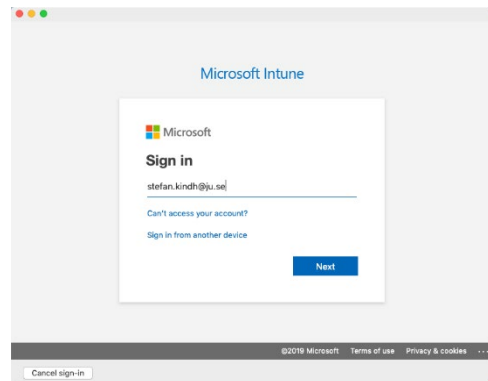 Microsoft Intune
Microsoft
Sign in
stefan.kindh@ju.se
Can't access your account?
Sign in from another device
Next
©2019 Microsoft Terms of use Privacy & cookies ...
Cancel sign-in